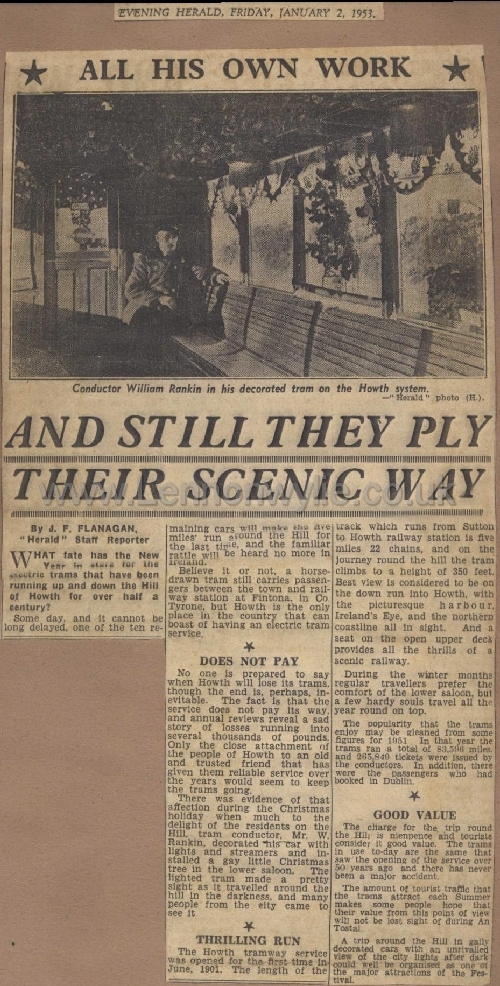 EVENING HERALD, FRIDAY, JANUARY 2, 1953.
ALL HIS OWN WORK
Conductor William Rankin in his decorated tram on the Howth system.
—"Herald" photo (H.).
AND STILL THEY PLY
THEIR SCENIC WAY
www.Lennonwylie.co.uk
By J. F. FLANAGAN,
"Herald" Staff Reporter
WHAT fate has the New
Year in store for the
electric trams that have been
running up and down the Hill
of Howth for over half a
century?
Some day, and it cannot be
long delayed, one of the ten re-
maining cars will make the five
miles' run around the Hill for
the last time, and the familiar
rattle will be heard no more in
Ireland.
Believe it or not, a horse-
drawn tram still carries passen-
gers between the town and rail-
way station at Fintona, in Co.
Tyrone, but Howth is the only
place in the country that can
boast of having an electric tram
service.
DOES NOT PAY
No one is prepared to say
when Howth will lose its trams,
though the end is, perhaps, in-
evitable. The fact is that the
service does not pay its way,
and annual reviews reveal a sad
story of losses running into
several thousands of pounds.
Only the close attachment of
the people of Howth to an old
and trusted friend that has
given them reliable service over
the years would seem to keep
the trams going.
There was evidence of that
affection during the Christmas
holiday when much to the
delight of the residents on the
Hill, tram conductor, Mr. W.
Rankin, decorated his car with
lights and streamers and in-
stalled a gay little Christmas
tree in the lower saloon. The
lighted tram made a pretty
sight as it travelled around the
hill in the darkness, and many
people from the city came to
see it
THRILLING RUN
The Howth tramway service
was opened for the first time in
June, 1901. The length of the
track which runs from Sutton
to Howth railway station is five
miles 22 chains, and on the
journey round the hill the tram
climbs to a height of 350 feet.
Best view is considered to be on
the down run into Howth, with
the picturesque harbour,
Ireland's Eye, and the northern
coastline all in sight. And a
seat on the open upper deck
provides all the thrills of a
scenic railway.
During the winter months
regular travellers prefer the
comfort of the lower saloon, but
a few hardy souls travel all the
year round on top.
The popularity that the trams
enjoy may be gleaned from some
figures for 1951. In that year the
trams ran a total of 83,596 miles,
and 265,940 tickets were issued by
the conductors. In addition, there
were the passengers who had
booked in Dublin.
GOOD VALUE
The charge for the trip round
the Hill is ninepence and tourists
consider it good value. The trams
in use to-day are the same that
saw the opening of the service over
50 years ago and there has never
been a major accident.
The amount of tourist traffic that
the trams attract each Summer
makes some people hope that
their value from this point of view
will not be lost sight of during An
Tostal.
A trip around the Hill in gaily
decorated cars with an unrivalled
view of the city lights after dark
could well be organised as one of
the major attractions of the Fes-
tival.